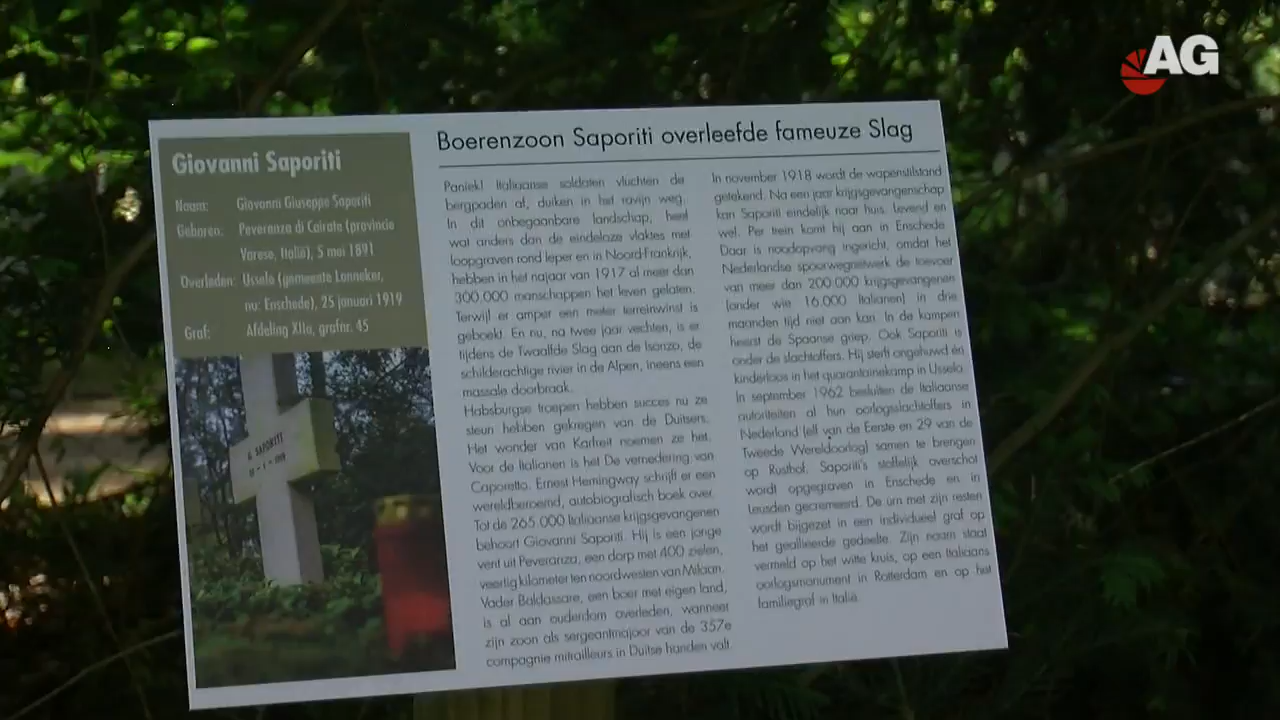 AG
Boerenzoon Saporiti overleefde fameuze Slag
Giovanni Saporiti
Naam: Giovanni Giuseppe Saporiti
Geboren: Peveranza di Cairate (provincie
Varese, Italië), 5 mei 1891
Overleden: Usselo (gemeente Lonneker,
nu: Enschede), 25 januari 1919
Graf: Afdeling XIIa, grafnr. 45
G. SAPORITI
Paniek! Italiaanse soldaten vluchten de
bergpaden af, duiken in het ravijn weg.
In dit onbegaanbare landschap, heel
wat anders dan de eindeloze vlaktes met
loopgraven rond Ieper en in Noord-Frankrijk,
hebben in het najaar van 1917 al meer dan
300.000 manschappen het leven gelaten.
Terwijl er amper een meter terreinwinst is
geboekt. En nu, na twee jaar vechten, is er
tijdens de Twaalfde Slag aan de Isonzo, de
schilderachtige rivier in de Alpen, ineens een
massale doorbraak.
Habsburgse troepen hebben succes nu ze
steun hebben gekregen van de Duitsers.
Het wonder van Karfreit noemen ze het.
Voor de Italianen is het De vernedering van
Caporetto. Ernest Hemingway schrijft er een
wereldberoemd, autobiografisch boek over.
Tot de 265.000 Italiaanse krijgsgevangenen
behoort Giovanni Saporiti. Hij is een jonge
vent uit Peveranza, een dorp met 400 zielen,
veertig kilometer ten noordwesten van Milaan.
Vader Baldassare, een boer met eigen land,
is al aan ouderdom overleden, wanneer
zijn zoon als sergeantmajoor van de 357e
compagnie mitrailleurs in Duitse handen valt.
In november 1918 wordt de wapenstilstand
getekend. Na een jaar krijgsgevangenschap
kan Saporiti eindelijk naar huis. Levend en
wel. Per trein komt hij aan in Enschede.
Daar is noodopvang ingericht, omdat het
Nederlandse spoorwegnetwerk de toevoer
van meer dan 200.000 krijgsgevangenen
(onder wie 16.000 Italianen) in drie
maanden tijd niet aan kan. In de kampen
heerst de Spaanse griep. Ook Saporiti is
onder de slachtoffers. Hij sterft ongehuwd en
kinderloos in het quarantainekamp in Usselo.
In september 1962 besluiten de Italiaanse
autoriteiten al hun oorlogsslachtoffers in
Nederland (elf van de Eerste en 29 van de
Tweede Wereldoorlog) samen te brengen
op Rusthof. Saporiti's stoffelijk overschot
wordt opgegraven in Enschede en in
Leusden gecremeerd. De urn met zijn resten
wordt bijgezet in een individueel graf op
het geallieerde gedeelte. Zijn naam staat
vermeld op het witte kruis, op een Italiaans
oorlogsmonument in Rotterdam en op het
familiegraf in Italië.